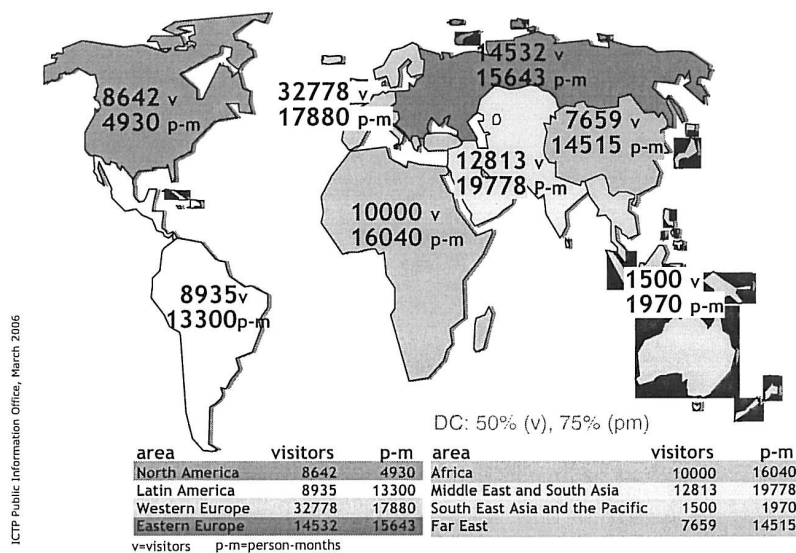 14532 v
15643 p-m
8642 v
4930 p-m
32778 v
17880 p-m
7659 v
14515 p-m
12813 v
19778 p-m
10000 v
16040 p-m
1500 v
1970 p-m
8935v
13300p-m
ICTP Public Information Office, March 2006
DC: 50% (v), 75% (pm)
area visitors p-m
North America 8642 4930
Latin America 8935 13300
Western Europe 32778 17880
Eastern Europe 14532 15643
area visitors p-m
Africa 10000 16040
Middle East and South Asia 12813 19778
South East Asia and the Pacific 1500 1970
Far East 7659 14515
v=visitors p-m=person-months